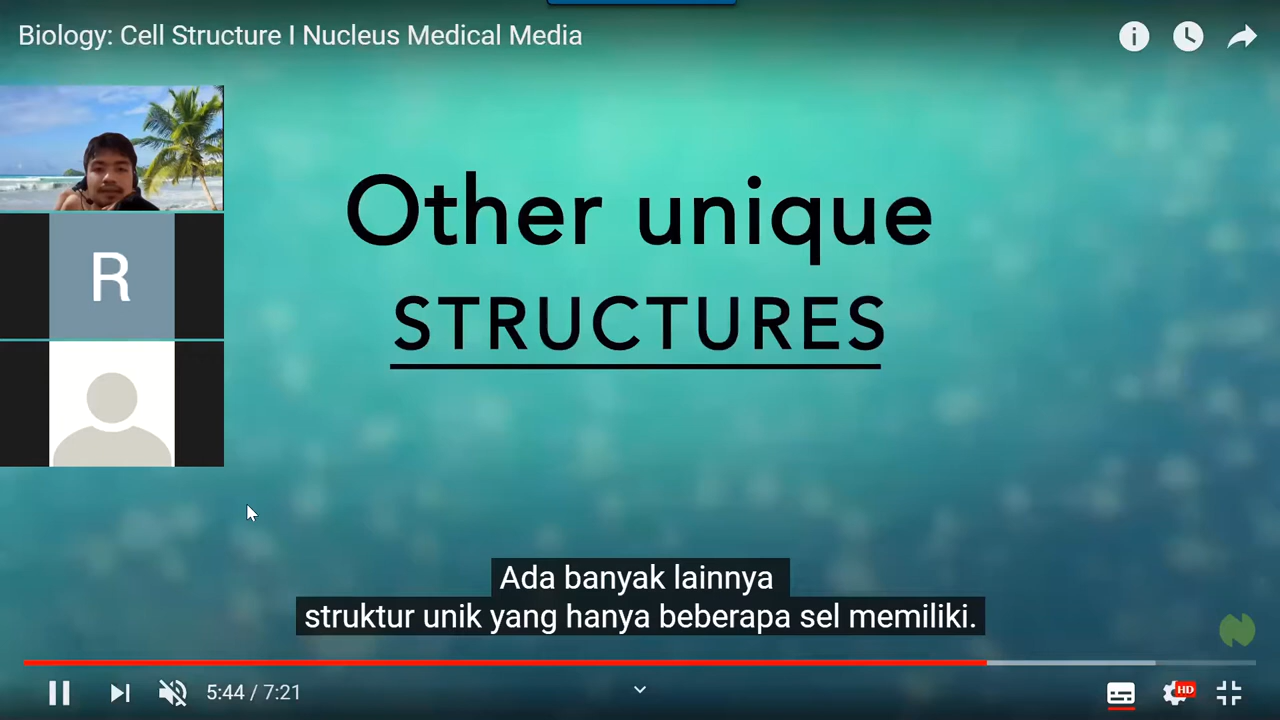 Biology: Cell Structure I Nucleus Medical Media
R
Other unique
STRUCTURES
Ada banyak lainnya
struktur unik yang hanya beberapa sel memiliki.
5:44 / 7:21
HD